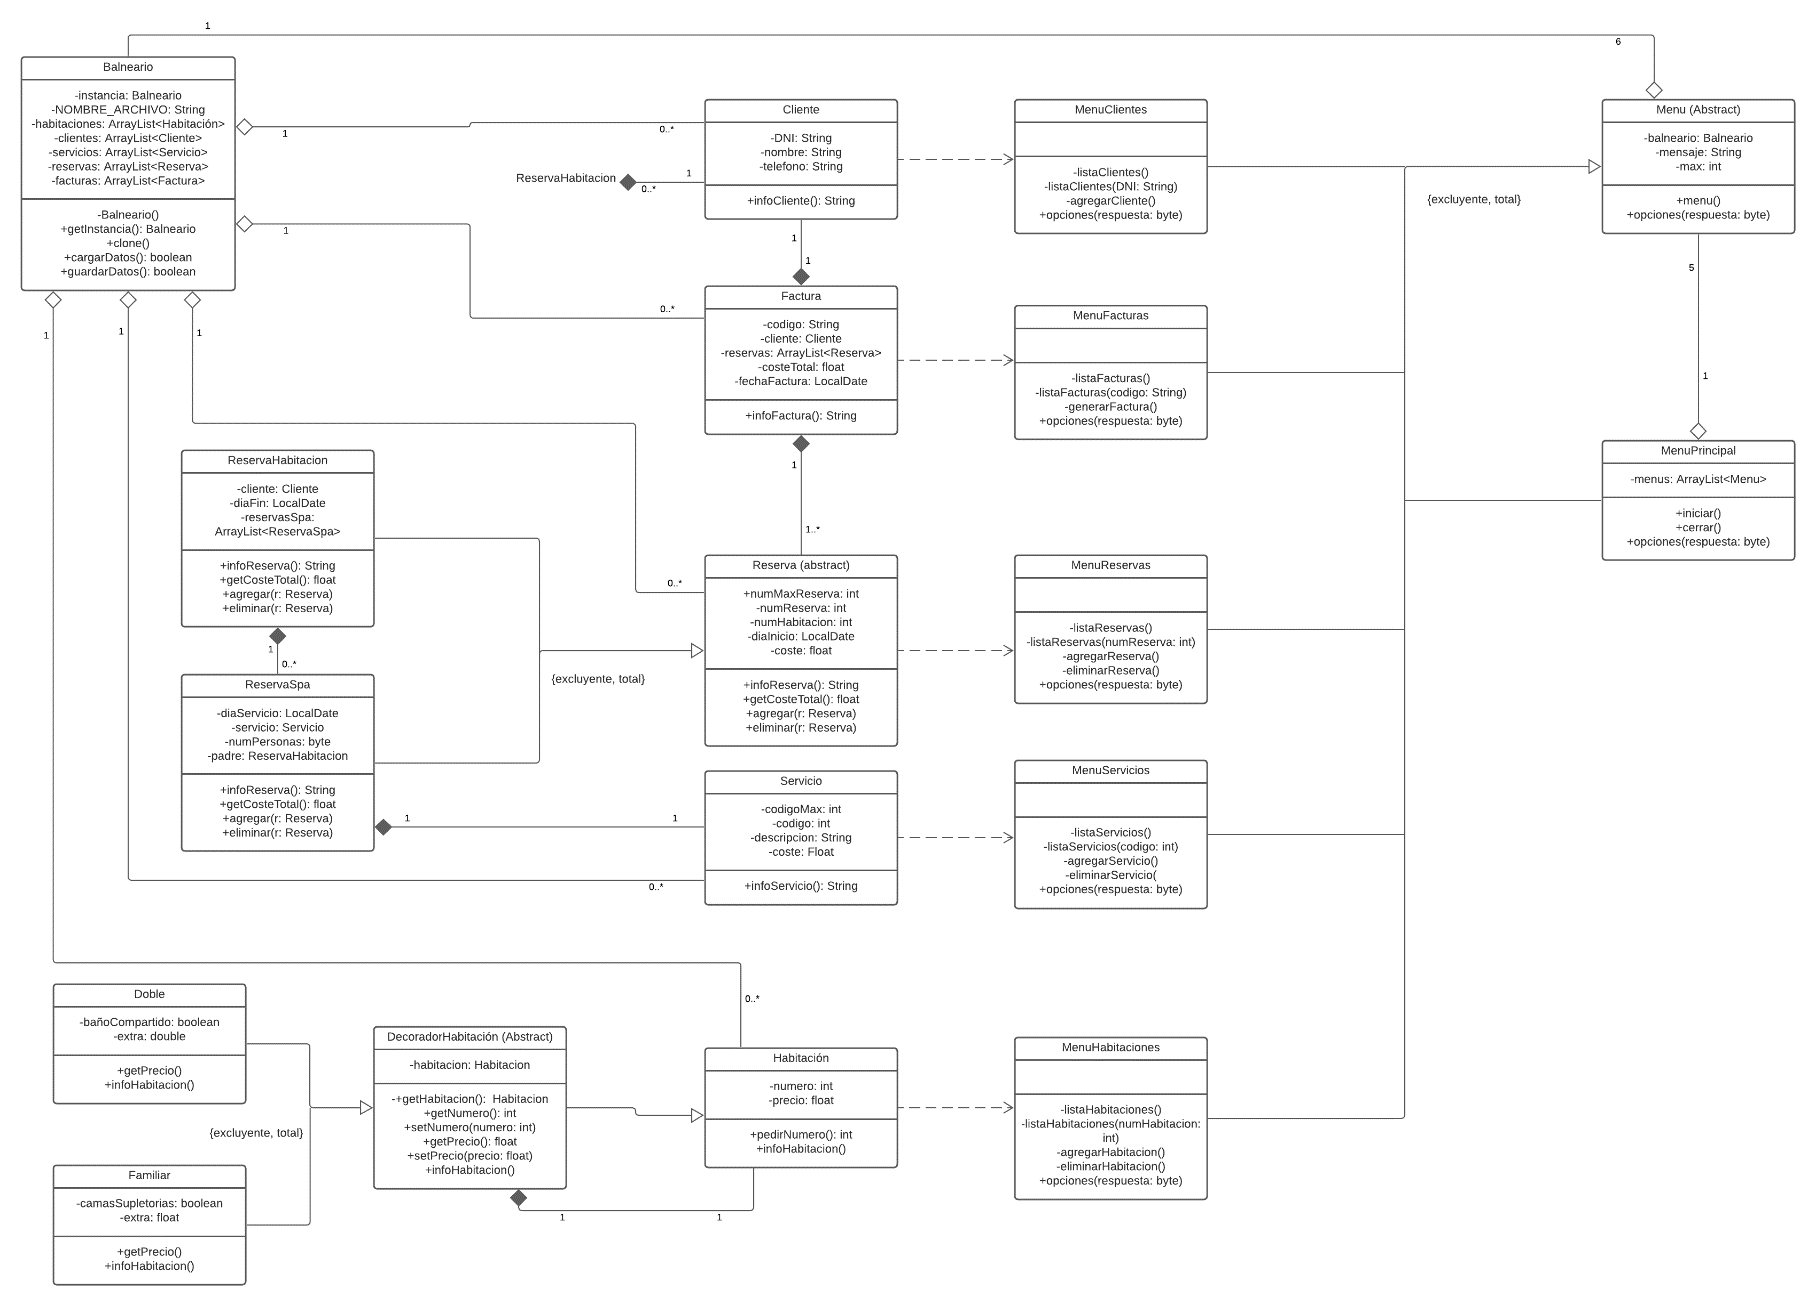 1
6
Balneario
-instancia: Balneario
-NOMBRE_ARCHIVO: String
-habitaciones: ArrayList<Habitación>
-clientes: ArrayList<Cliente>
-servicios: ArrayList<Servicio>
-reservas: ArrayList<Reserva>
-facturas: ArrayList<Factura>
-Balneario()
+getInstancia(): Balneario
+clone()
+cargarDatos(): boolean
+guardarDatos(): boolean
1
0..*
1
0..*
1
1
1
Cliente
-DNI: String
-nombre: String
-telefono: String
+infoCliente(): String
ReservaHabitacion
0..*
1
1
1
MenuClientes
-listaClientes()
-listaClientes(DNI: String)
-agregarCliente()
+opciones(respuesta: byte)
{excluyente, total}
Menu (Abstract)
-balneario: Balneario
-mensaje: String
-max: int
+menu()
+opciones(respuesta: byte)
5
1
Factura
-codigo: String
-cliente: Cliente
-reservas: ArrayList<Reserva>
-costeTotal: float
-fechaFactura: LocalDate
+infoFactura(): String
1
1..*
MenuFacturas
-listaFacturas()
-listaFacturas(codigo: String)
-generarFactura()
+opciones(respuesta: byte)
MenuPrincipal
-menus: ArrayList<Menu>
+iniciar()
+cerrar()
+opciones(respuesta: byte)
ReservaHabitacion
-cliente: Cliente
-diaFin: LocalDate
-reservasSpa:
ArrayList<ReservaSpa>
+infoReserva(): String
+getCosteTotal(): float
+agregar(r: Reserva)
+eliminar(r: Reserva)
1
0..*
0..*
Reserva (abstract)
+numMaxReserva: int
-numReserva: int
-numHabitacion: int
-diaInicio: LocalDate
-coste: float
+infoReserva(): String
+getCosteTotal(): float
+agregar(r: Reserva)
+eliminar(r: Reserva)
{excluyente, total}
MenuReservas
-listaReservas()
-listaReservas(numReserva: int)
-agregarReserva()
-eliminarReserva()
+opciones(respuesta: byte)
ReservaSpa
-diaServicio: LocalDate
-servicio: Servicio
-numPersonas: byte
-padre: ReservaHabitacion
+infoReserva(): String
+getCosteTotal(): float
+agregar(r: Reserva)
+eliminar(r: Reserva)
1
1
0..*
Servicio
-codigoMax: int
-codigo: int
-descripcion: String
-coste: Float
+infoServicio(): String
MenuServicios
-listaServicios()
-listaServicios(codigo: int)
-agregarServicio()
-eliminarServicio(
+opciones(respuesta: byte)
Doble
-bañoCompartido: boolean
-extra: double
+getPrecio()
+infoHabitacion()
{excluyente, total}
Familiar
-camasSupletorias: boolean
-extra: float
+getPrecio()
+infoHabitacion()
DecoradorHabitación (Abstract)
-habitacion: Habitacion
-+getHabitacion():  Habitacion
+getNumero(): int
+setNumero(numero: int)
+getPrecio(): float
+setPrecio(precio: float)
+infoHabitacion()
1
1
0..*
Habitación
-numero: int
-precio: float
+pedirNumero(): int
+infoHabitacion()
MenuHabitaciones
-listaHabitaciones()
-listaHabitaciones(numHabitacion:
int)
-agregarHabitacion()
-eliminarHabitacion()
+opciones(respuesta: byte)